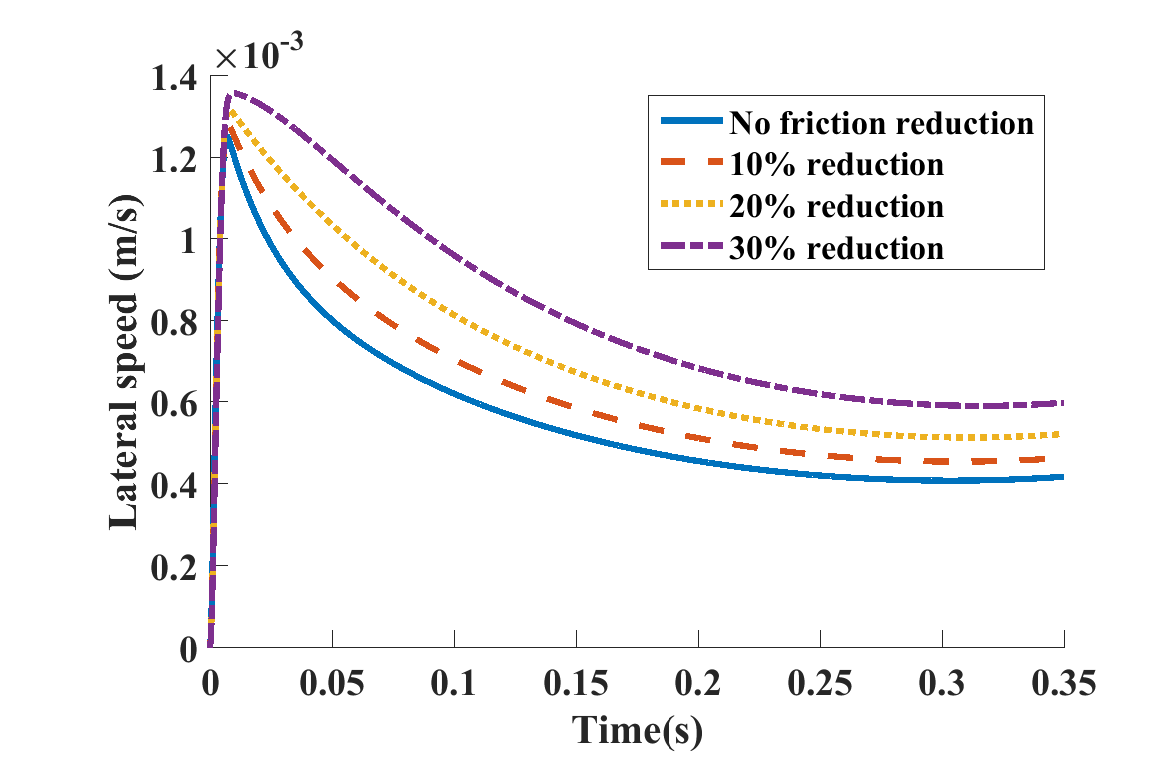 ×10-3
1.4
1.2
1
0.8
0.6
0.4
0.2
0
Lateral speed (m/s)
No friction reduction
10% reduction
20% reduction
30% reduction
0 0.05 0.1 0.15 0.2 0.25 0.3 0.35
Time(s)